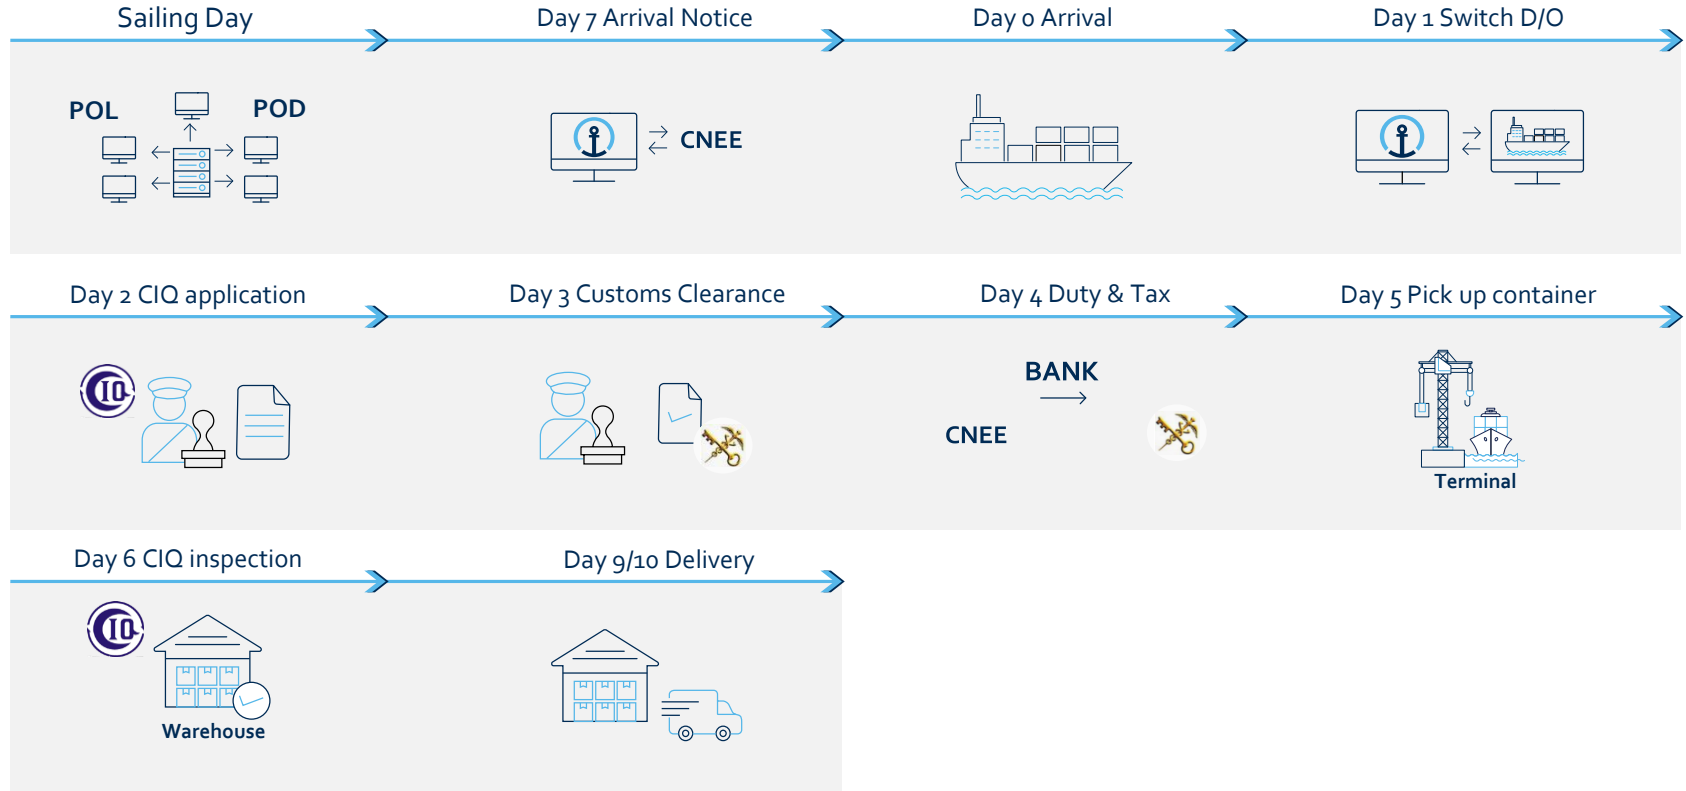 Sailing Day
Day 7 Arrival Notice
Day 0 Arrival
Day 1 Switch D/O
POL
POD
CNEE
Day 2 CIQ application
Day 3 Customs Clearance
Day 4 Duty & Tax
Day 5 Pick up container
CIQ
BANK
CNEE
Terminal
Day 6 CIQ inspection
Day 9/10 Delivery
CIQ
Warehouse